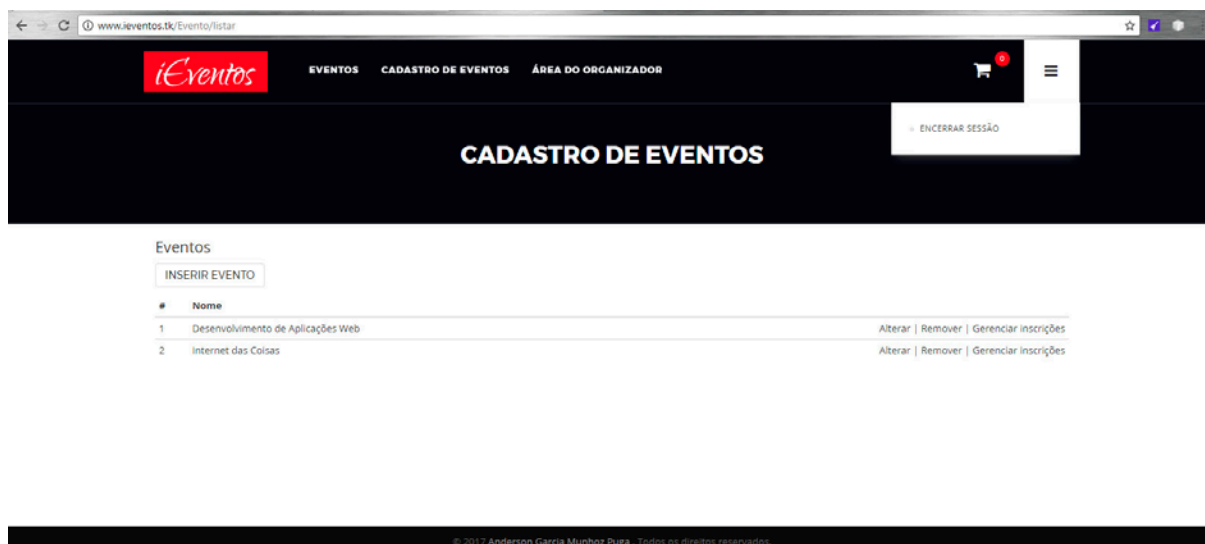 www.ieventos.tk/Evento/listar
iEventos EVENTOS CADASTRO DE EVENTOS ÁREA DO ORGANIZADOR 0
ENCERRAR SESSÃO
CADASTRO DE EVENTOS
Eventos
INSERIR EVENTO
# Nome
1 Desenvolvimento de Aplicações Web Alterar | Remover | Gerenciar inscrições
2 Internet das Coisas Alterar | Remover | Gerenciar inscrições
© 2017 Anderson Garcia Munhoz Puga . Todos os direitos reservados.